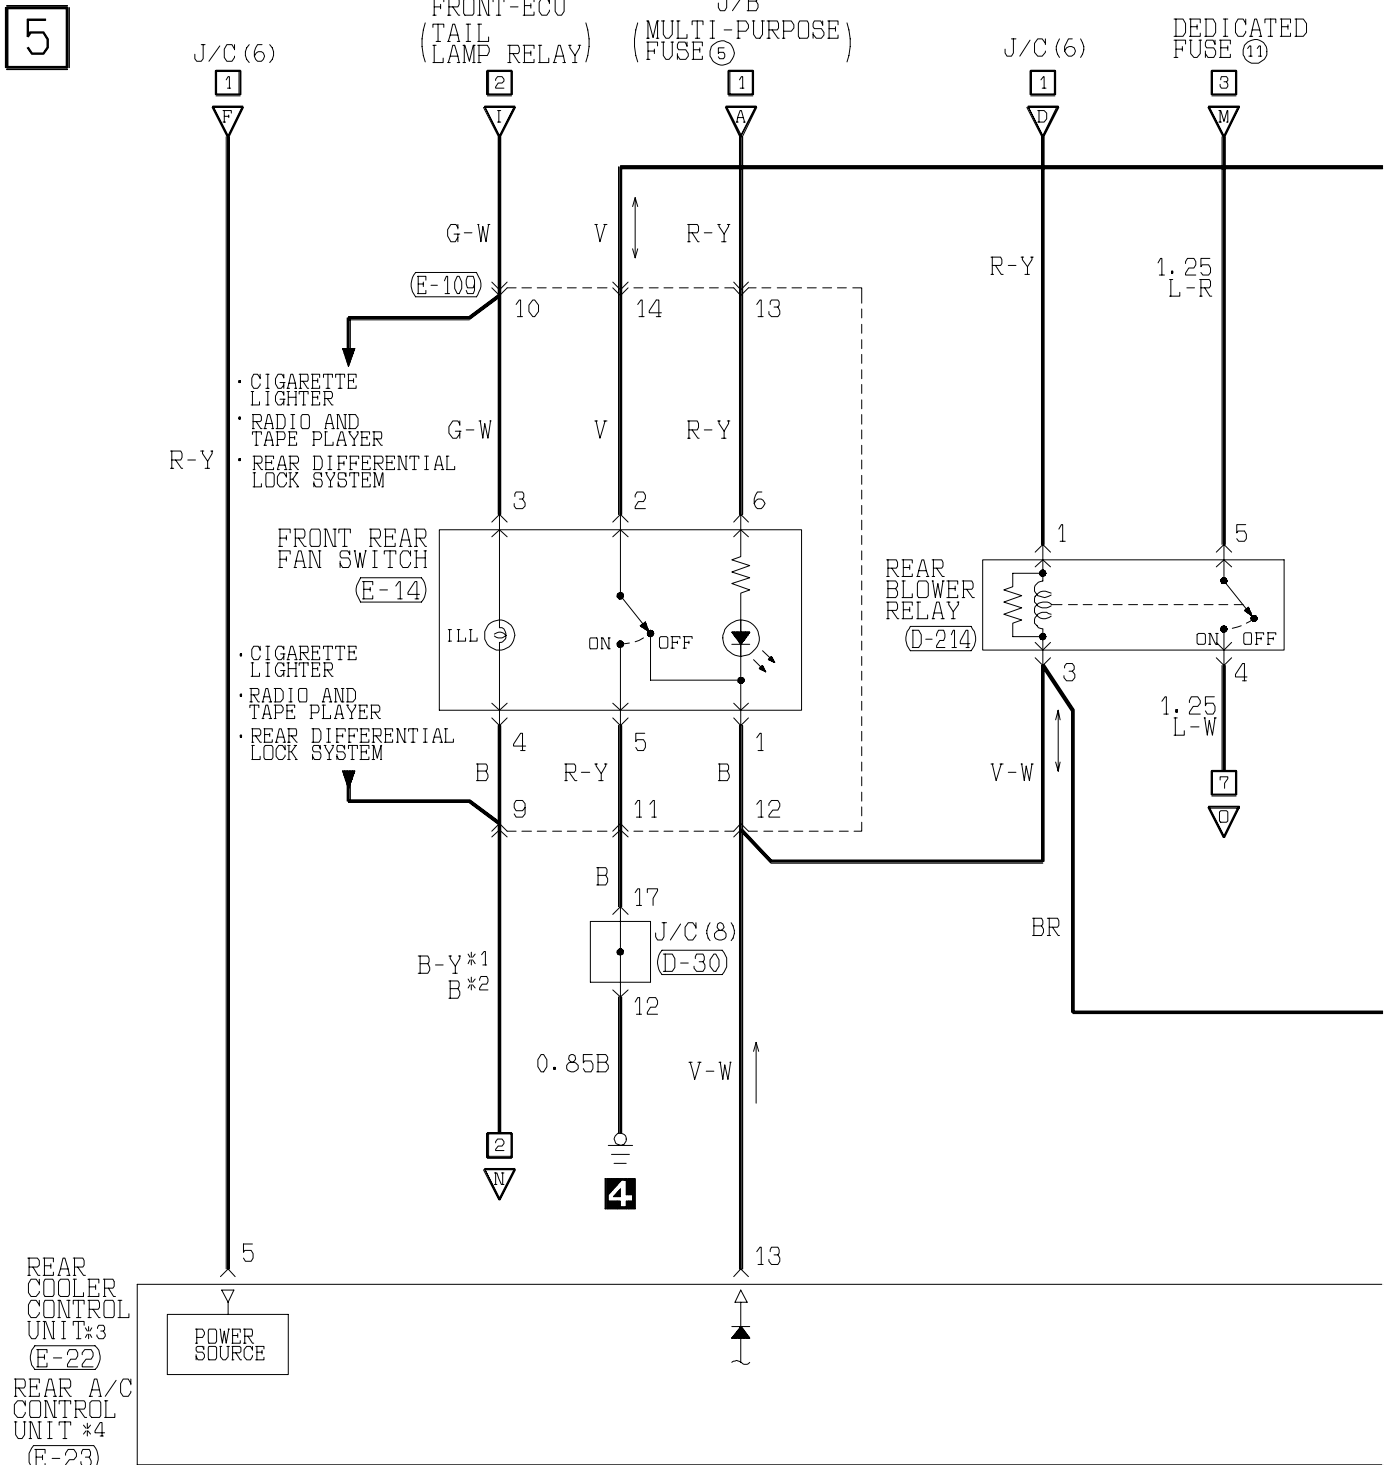 5
J/C(6)
FRONT-ECU
(TAIL
LAMP RELAY)
J/B
(MULTI-PURPOSE
FUSE⑤)
J/C(6)
DEDICATED
FUSE ⑪
1
2
1
1
3
F
I
A
D
M
G-W
V
R-Y
R-Y
1.25
L-R
E-109
10
14
13
· CIGARETTE
LIGHTER
· RADIO AND
TAPE PLAYER
· REAR DIFFERENTIAL
LOCK SYSTEM
R-Y
G-W
V
R-Y
3
2
6
1
5
FRONT REAR
FAN SWITCH
E-14
ILL
ON
OFF
REAR
BLOWER
RELAY
D-214
ON
OFF
· CIGARETTE
LIGHTER
· RADIO AND
TAPE PLAYER
· REAR DIFFERENTIAL
LOCK SYSTEM
4
5
1
3
4
1.25
L-W
B
R-Y
B
V-W
7
O
9
11
12
B
17
J/C(8)
D-30
12
BR
B-Y*1
B*2
0.85B
V-W
2
N
4
5
13
REAR
COOLER
CONTROL
UNIT*3
E-22
POWER
SOURCE
REAR A/C
CONTROL
UNIT *4
E-23